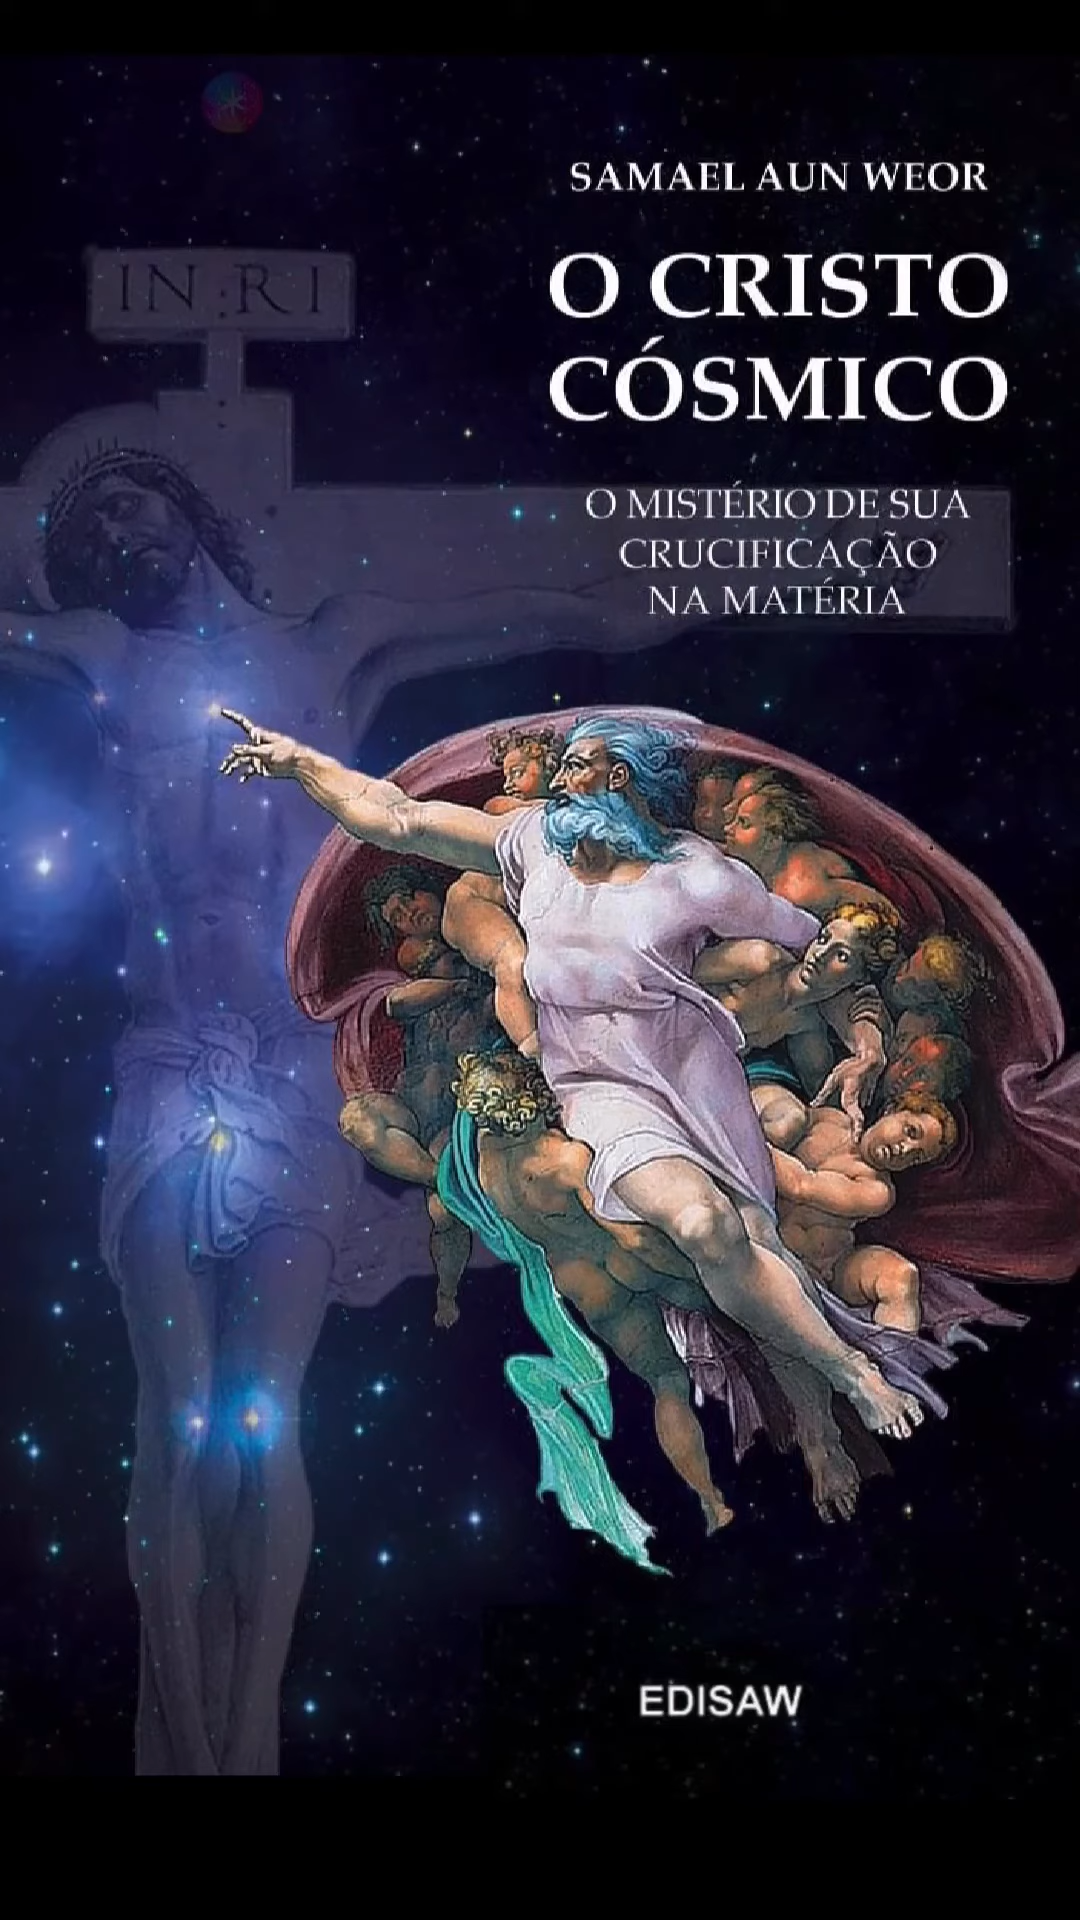 SAMAEL AUN WEOR
O CRISTO
CÓSMICO
O MISTÉRIO DE SUA
CRUCIFICAÇÃO
NA MATÉRIA
IN RI
EDISAW